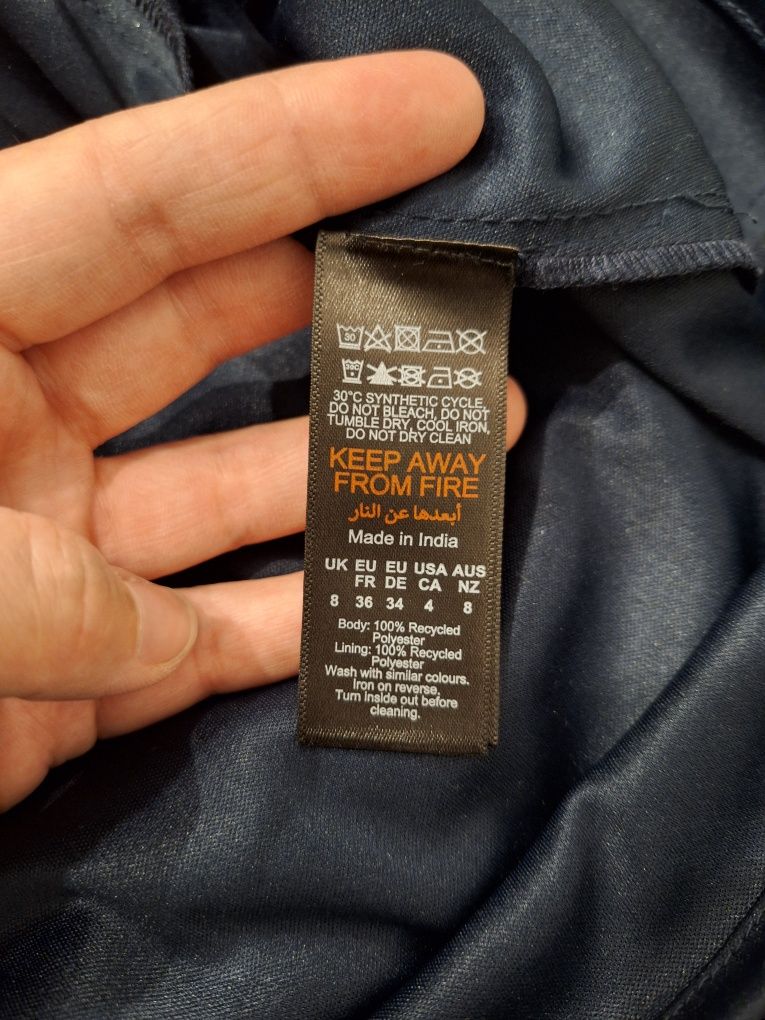 30
30C
30°C SYNTHETIC CYCLE,
DO NOT BLEACH, DO NOT
TUMBLE DRY, COOL IRON,
DO NOT DRY CLEAN
KEEP AWAY
FROM FIRE
أبعدها عن النار
Made in India
UK EU EU USA AUS
FR DE CA NZ
8 36 34 4 8
Body: 100% Recycled
Polyester
Lining: 100% Recycled
Polyester
Wash with similar colours.
Iron on reverse,
Turn inside out before
cleaning.